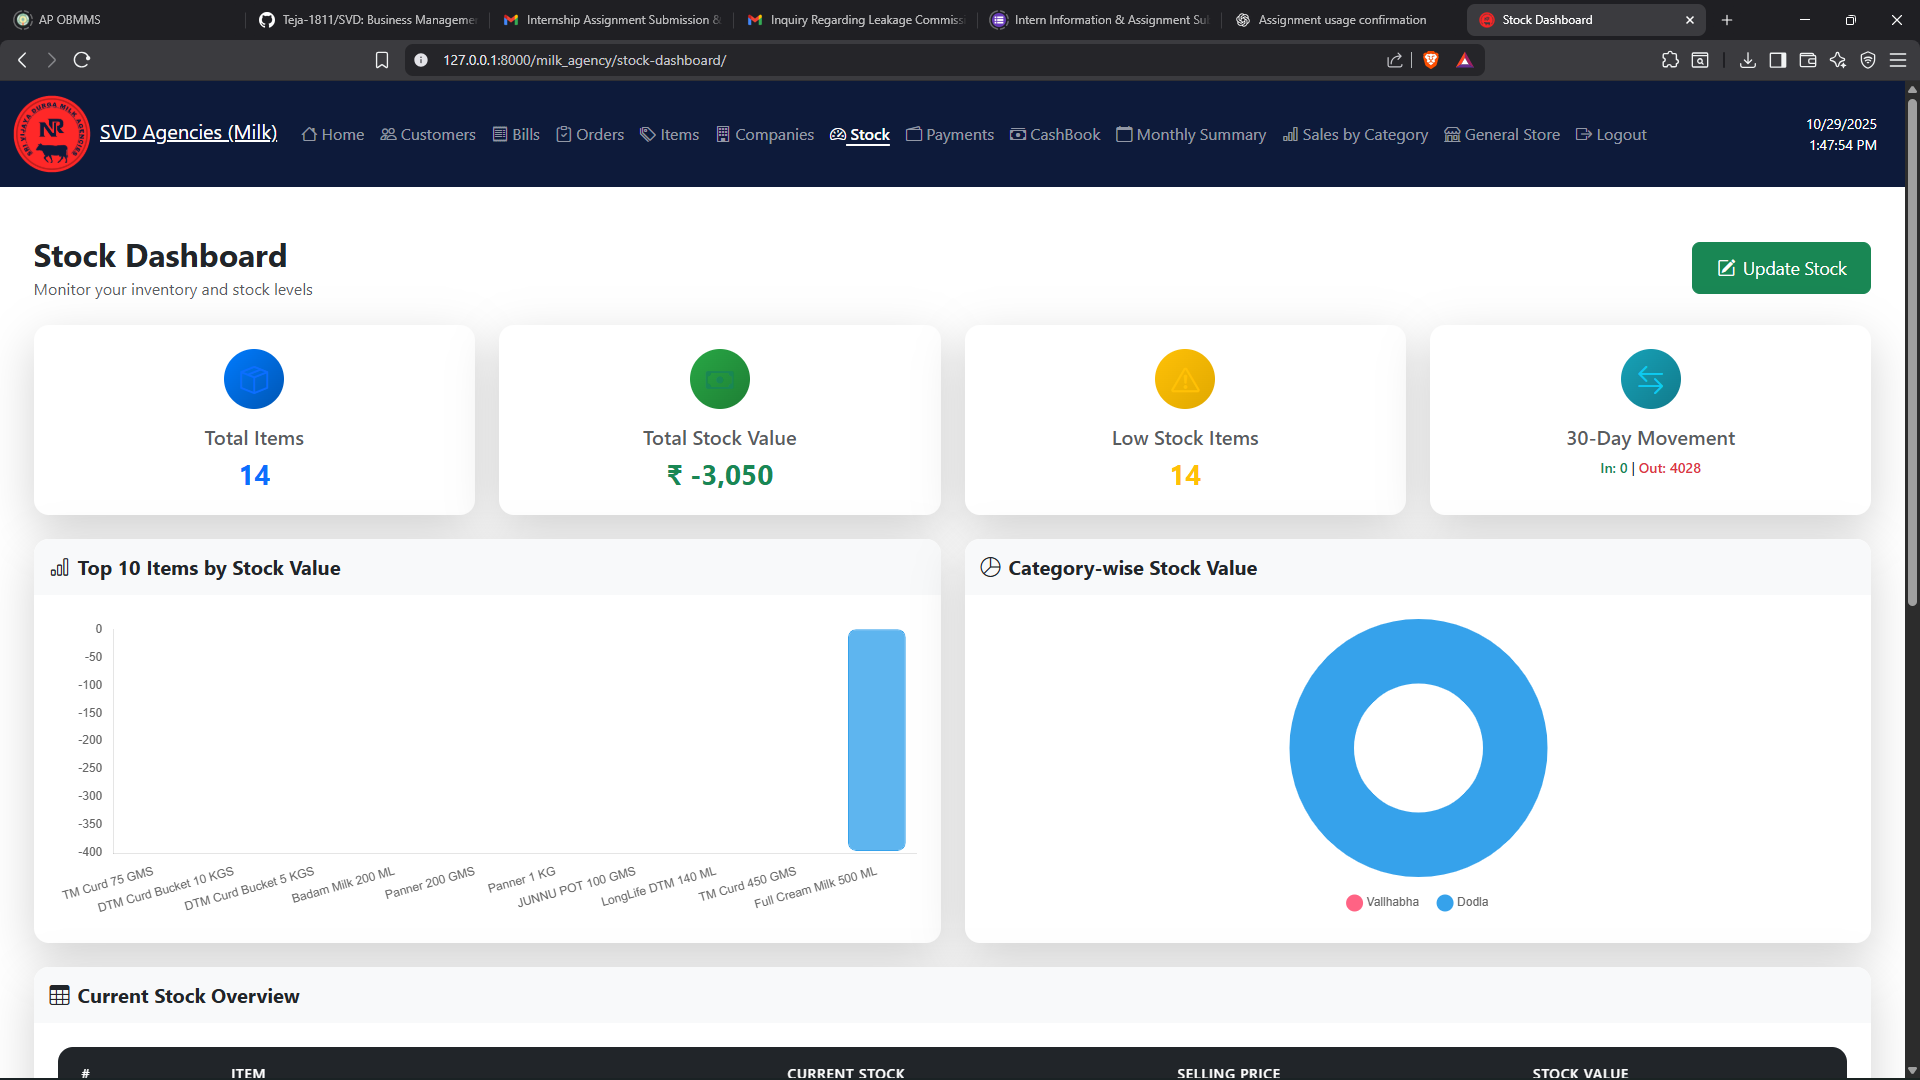 AP OBMMS
Teja-1811/SVD: Business Manageme
Internship Assignment Submission &
Inquiry Regarding Leakage Commiss
Intern Information & Assignment Su
Assignment usage confirmation
Stock Dashboard
127.0.0.1:8000/milk_agency/stock-dashboard/
SRI VIJAYA DURGA MILK AGENCIES
NR
SVD Agencies (Milk)
Home
Customers
Bills
Orders
Items
Companies
Stock
Payments
CashBook
Monthly Summary
Sales by Category
General Store
Logout
10/29/2025
1:47:54 PM
Stock Dashboard
Monitor your inventory and stock levels
Update Stock
Total Items
14
Total Stock Value
₹ -3,050
Low Stock Items
14
30-Day Movement
In: 0 | Out: 4028
Top 10 Items by Stock Value
0
-50
-100
-150
-200
-250
-300
-350
-400
TM Curd 75 GMS
DTM Curd Bucket 10 KGS
DTM Curd Bucket 5 KGS
Badam Milk 200 ML
Panner 200 GMS
Panner 1 KG
JUNNU POT 100 GMS
LongLife DTM 140 ML
TM Curd 450 GMS
Full Cream Milk 500 ML
Category-wise Stock Value
Vallhabha
Dodla
Current Stock Overview
# ITEM CURRENT STOCK SELLING PRICE STOCK VALUE